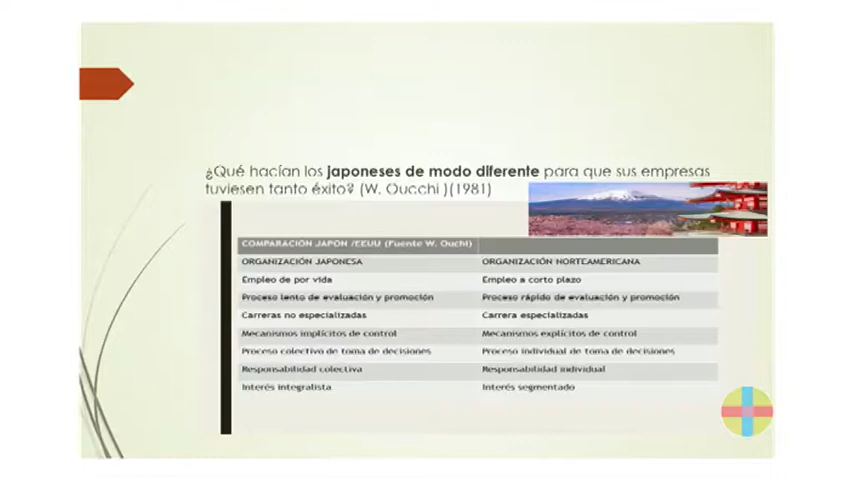 ¿Qué hacían los japoneses de modo diferente para que sus empresas
tuviesen tanto éxito? (W. Oucchi )(1981)
COMPARACIÓN JAPÓN /EEUU (Fuente W. Ouchi)
ORGANIZACIÓN JAPONESA ORGANIZACIÓN NORTEAMERICANA
Empleo de por vida Empleo a corto plazo
Proceso lento de evaluación y promoción Proceso rápido de evaluación y promoción
Carreras no especializadas Carrera especializadas
Mecanismos implícitos de control Mecanismos explícitos de control
Proceso colectivo de toma de decisiones Proceso individual de toma de decisiones
Responsabilidad colectiva Responsabilidad individual
Interés integralista Interés segmentado